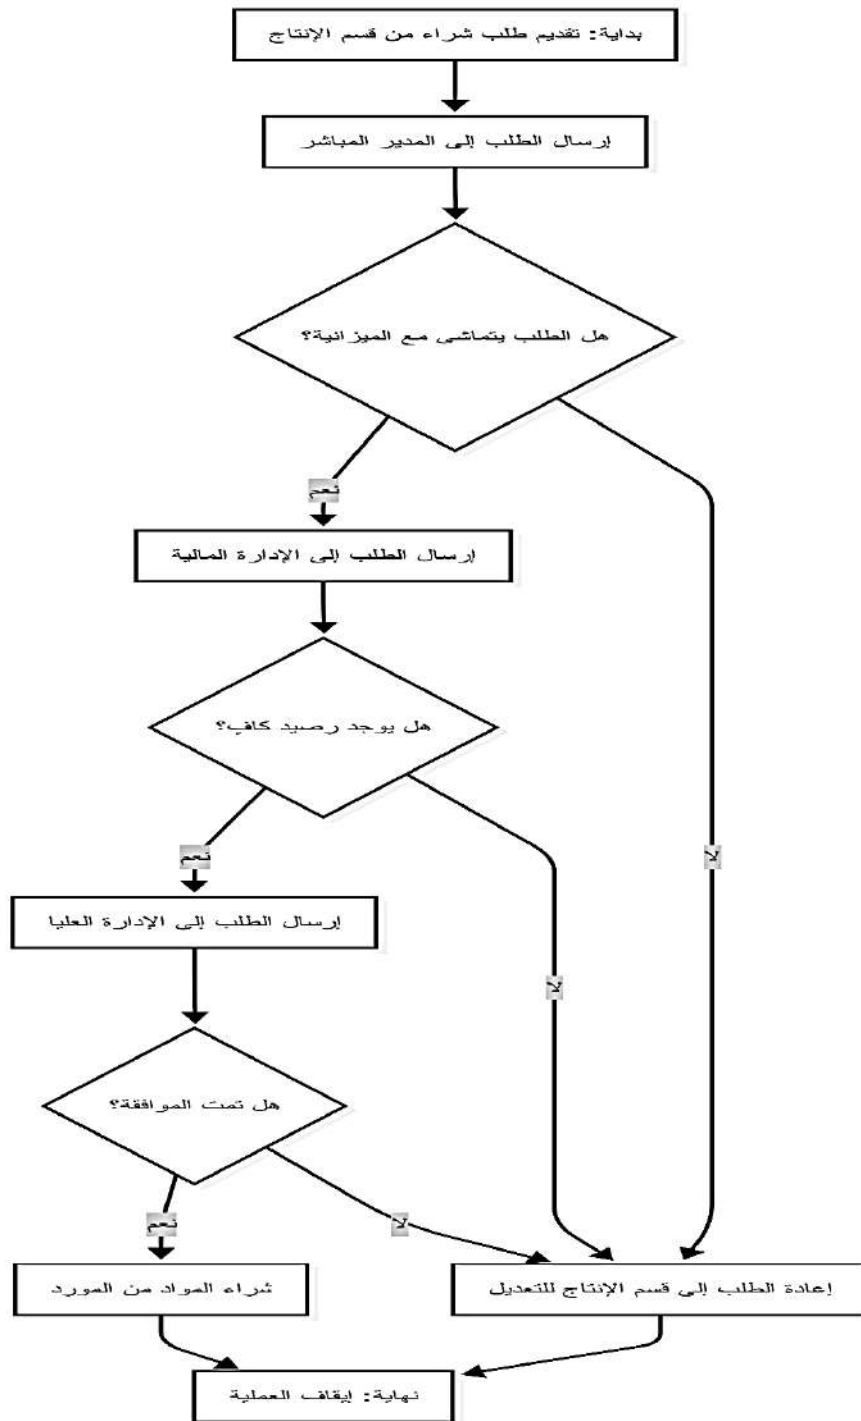 بداية: تقديم طلب شراء من قسم الإنتاج
إرسال الطلب إلى المدير المباشر
هل الطلب يتماشى مع الميزانية؟
نعم
إرسال الطلب إلى الإدارة المالية
هل يوجد رصيد كافٍ؟
نعم
لا
إرسال الطلب إلى الإدارة العليا
لا
هل تمت الموافقة؟
نعم
لا
شراء المواد من المورد
إعادة الطلب إلى قسم الإنتاج للتعديل
نهاية: إيقاف العملية